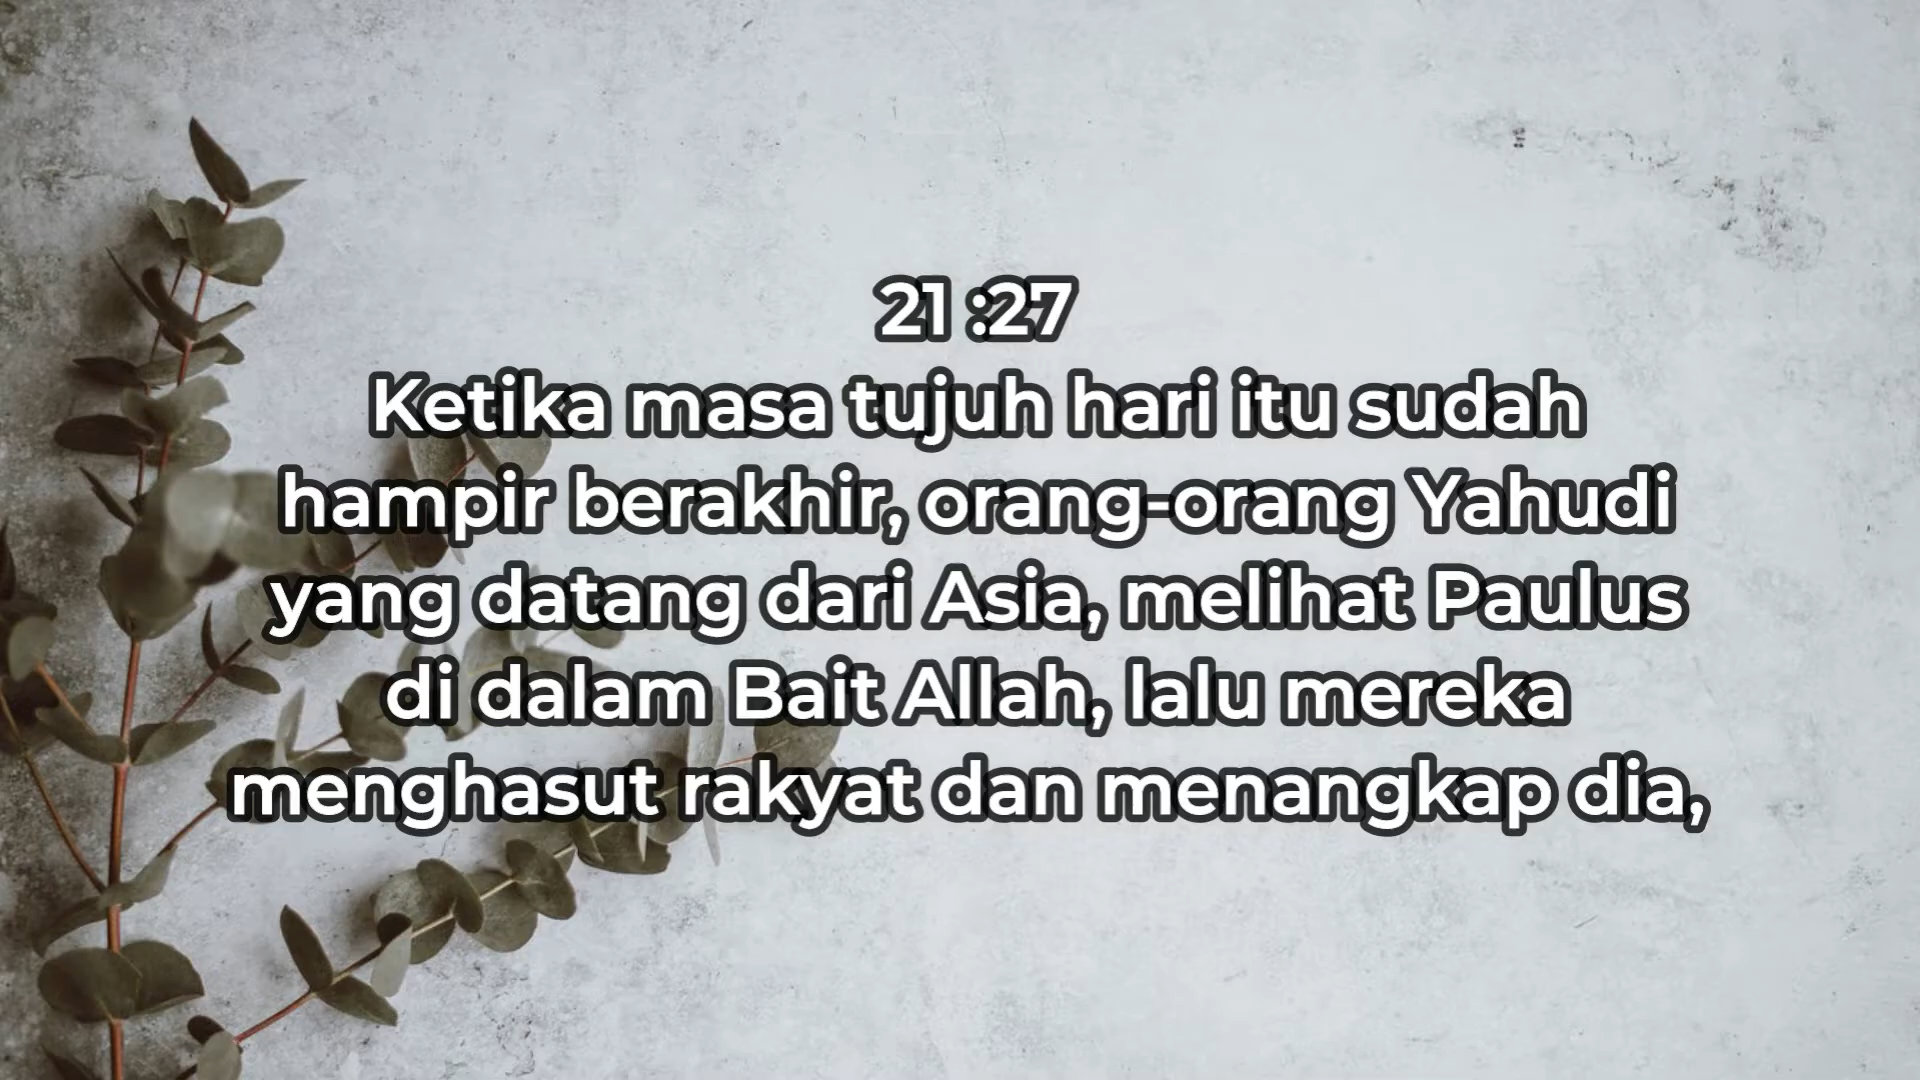 21 :27
Ketika masa tujuh hari itu sudah
hampir berakhir, orang-orang Yahudi
yang datang dari Asia, melihat Paulus
di dalam Bait Allah, lalu mereka
menghasut rakyat dan menangkap dia,